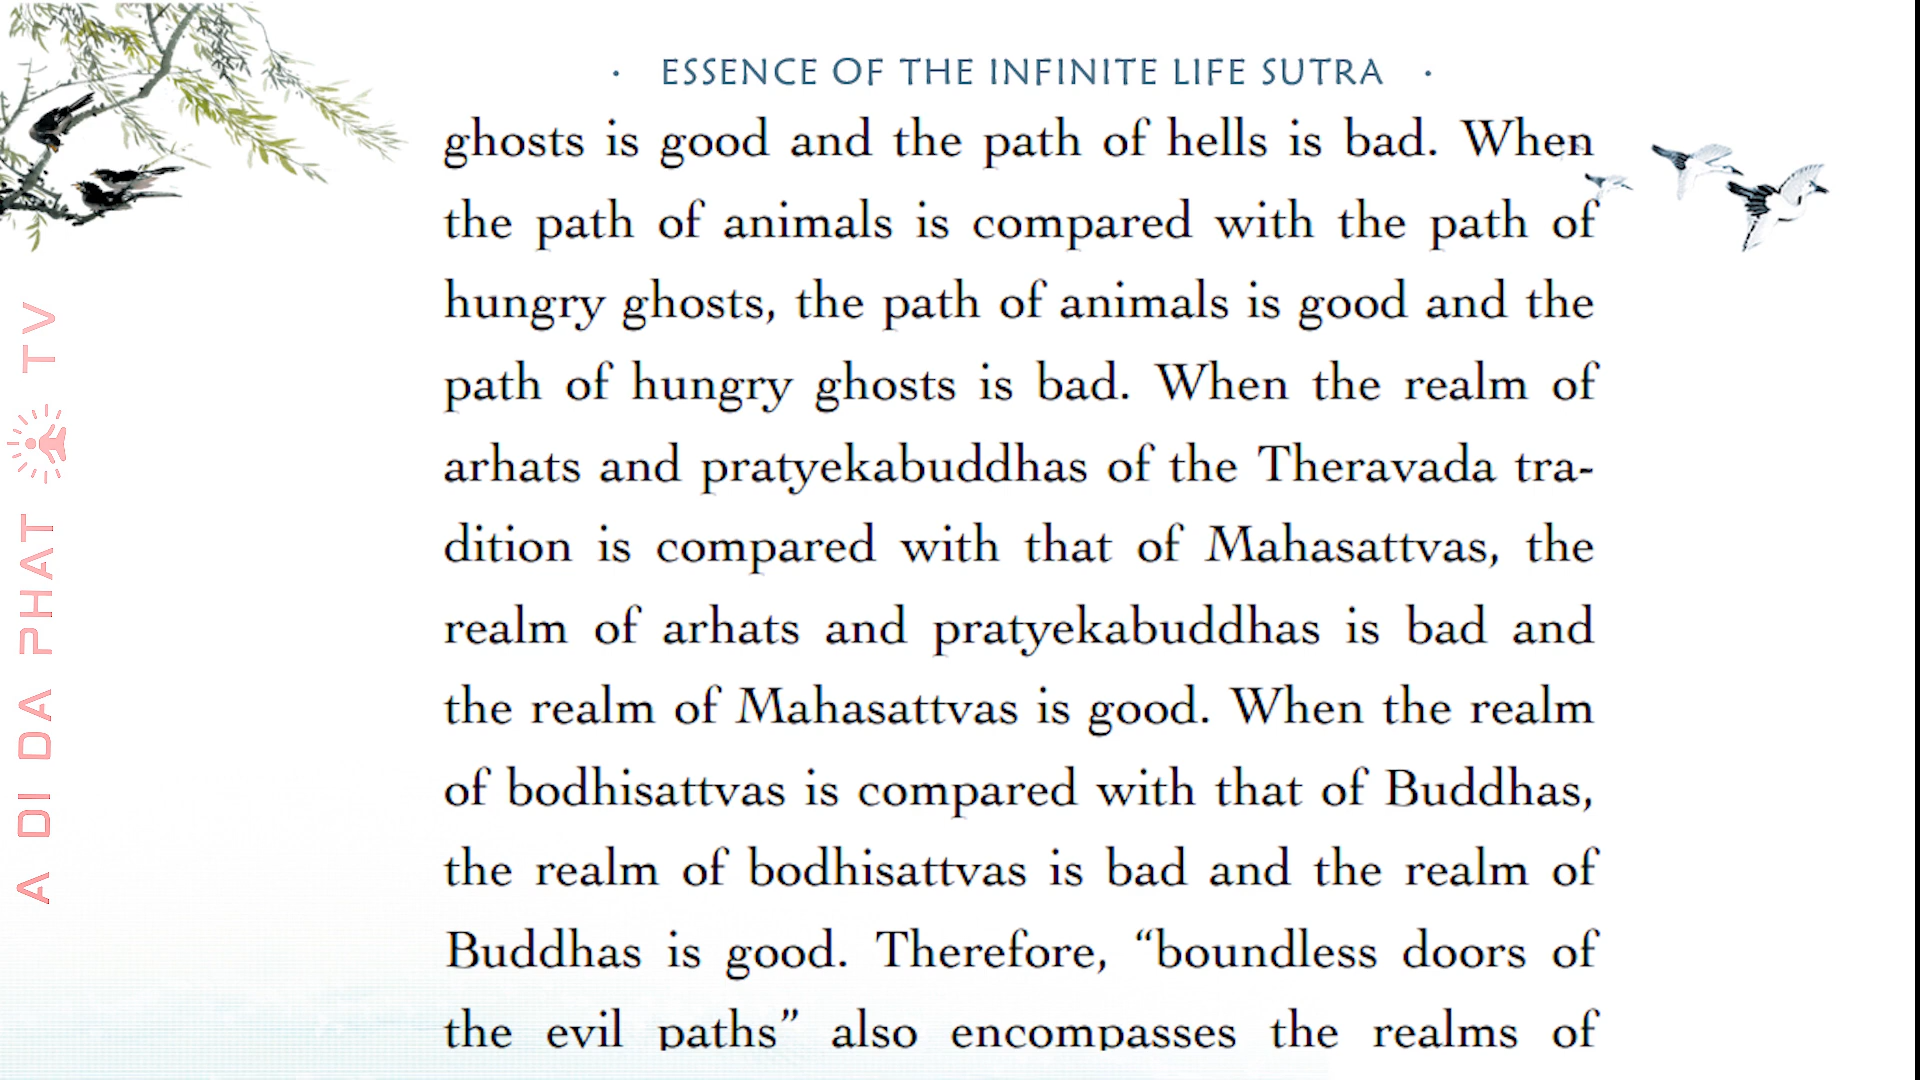 · ESSENCE OF THE INFINITE LIFE SUTRA ·
ghosts is good and the path of hells is bad. When
the path of animals is compared with the path of
hungry ghosts, the path of animals is good and the
path of hungry ghosts is bad. When the realm of
arhats and pratyekabuddhas of the Theravada tra-
dition is compared with that of Mahasattvas, the
realm of arhats and pratyekabuddhas is bad and
the realm of Mahasattvas is good. When the realm
of bodhisattvas is compared with that of Buddhas,
the realm of bodhisattvas is bad and the realm of
Buddhas is good. Therefore, “boundless doors of
the evil paths” also encompasses the realms of
A DI DA PHAT TV